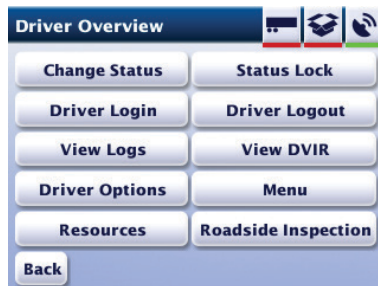 Driver Overview
Change Status Status Lock
Driver Login Driver Logout
View Logs View DVIR
Driver Options Menu
Resources Roadside Inspection
Back